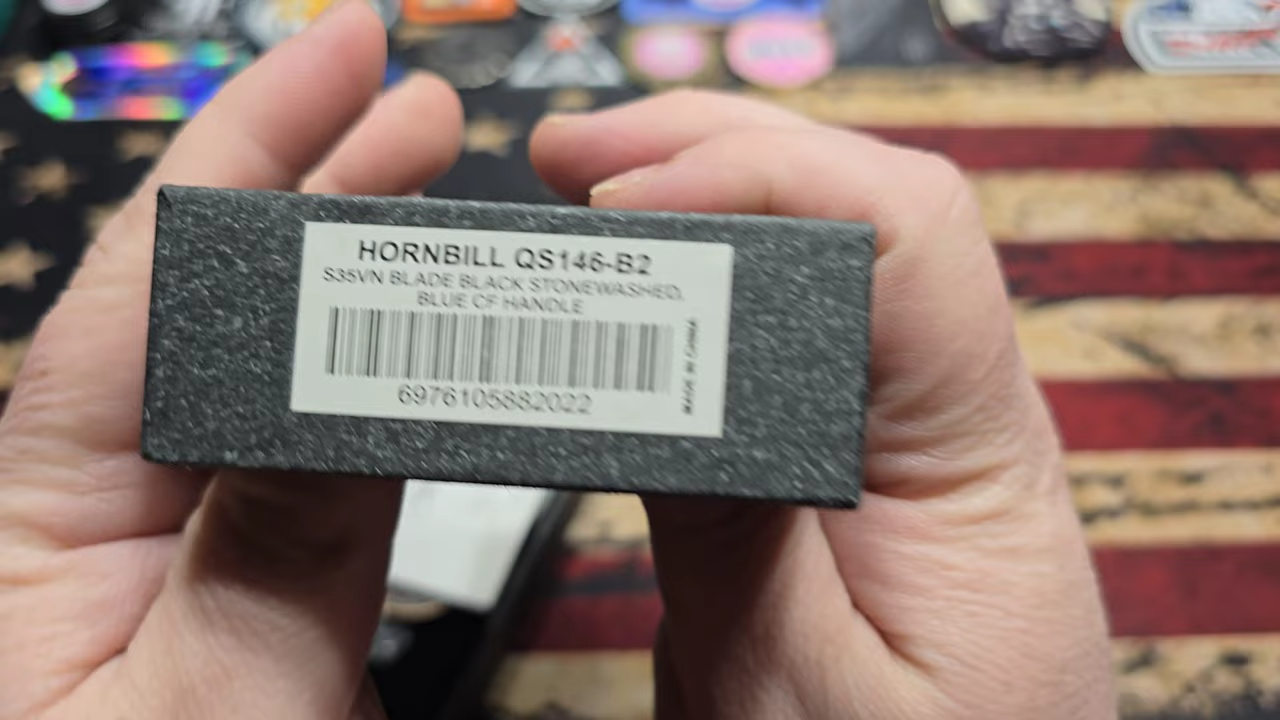 HORNBILL QS146-B2
S35VN BLADE BLACK STONEWASHED,
BLUE CF HANDLE
6976105882022
MADE IN CHINA